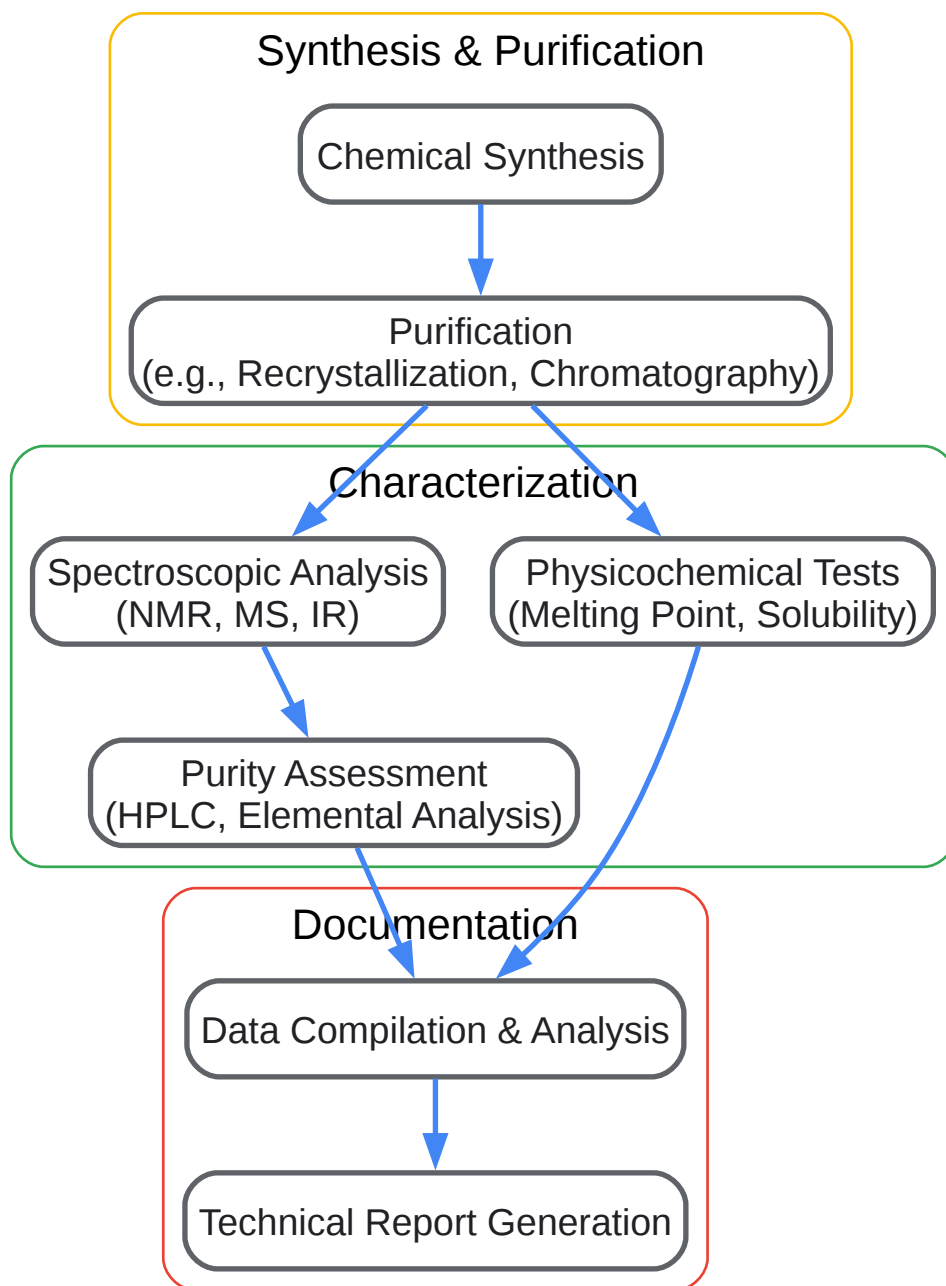 Synthesis & Purification
Chemical Synthesis
Purification
(e.g., Recrystallization, Chromatography)
Characterization
Spectroscopic Analysis
(NMR, MS, IR)
Physicochemical Tests
(Melting Point, Solubility)
Purity Assessment
(HPLC, Elemental Analysis)
Documentation
Data Compilation & Analysis
Technical Report Generation